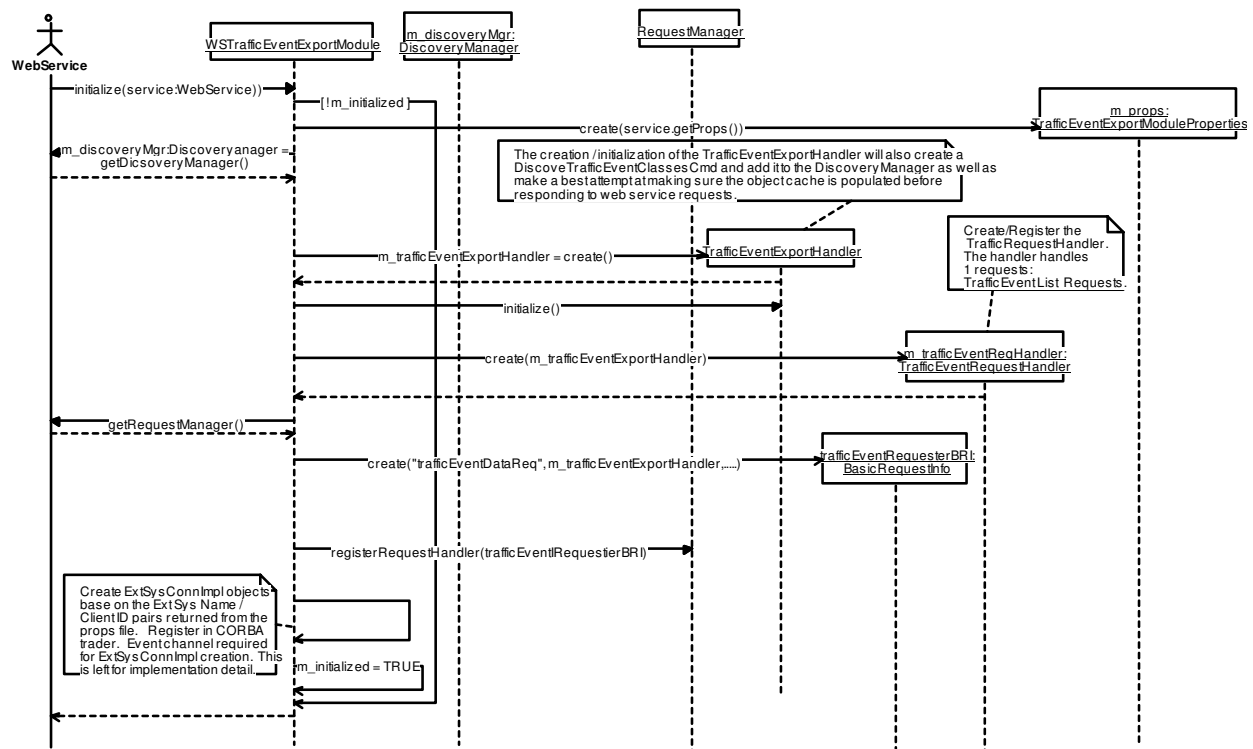 m_discoveryMgr:
DiscoveryManager
RequestManager
WSTrafficEventExportModule
WebService
initialize(service:WebService))
[ !m_initialized ]
m_props:
TrafficEventExportModuleProperties
create(service.getProps())
m_discoveryMgr:Discoveryanager =
getDicsoveryManager()
The creation /initialization of the TrafficEventExportHandler will also create a
DiscoveTrafficEventClassesCmd and add it to the DiscoveryManager as well as
make a best attempt at making sure the object cache is populated before
responding to web service requests.
Create/Register the
TrafficRequestHandler.
The handler handles
1 requests:
TrafficEventList Requests.
TrafficEventExportHandler
m_trafficEventExportHandler = create()
initialize()
create(m_trafficEventExportHandler)
m_trafficEventReqHandler:
TrafficEventRequestHandler
getRequestManager()
create("trafficEventDataReq", m_trafficEventExportHandler,.....)
trafficEventRequesterBRI:
BasicRequestInfo
registerRequestHandler(trafficEventIRequestierBRI)
Create ExtSysConnImpl objects
base on the ExtSys Name /
ClientID pairs returned from the
props file. Register in CORBA
trader. Event channel required
for ExtSysConnImpl creation. This
is left for implementation detail.
m_initialized = TRUE